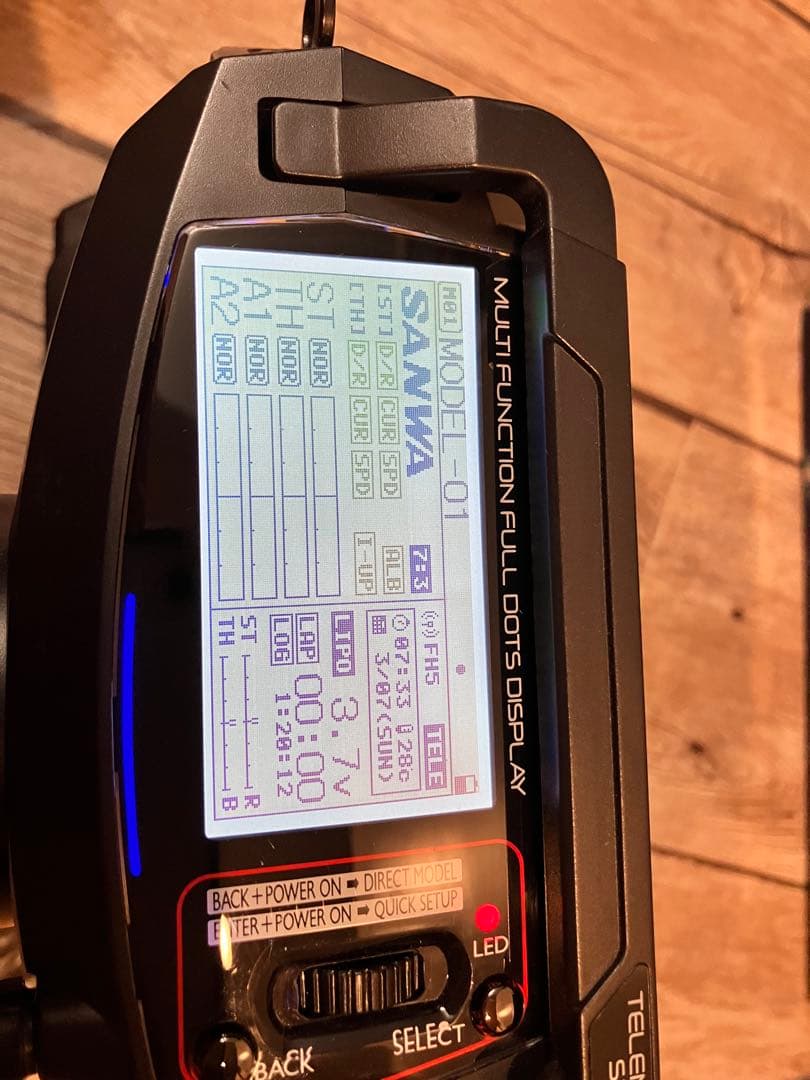 MULTI FUNCTION FULL DOTS DISPLAY
M01 MODEL-01
SANWA 7:3
[ST] D/R CUR SPD ALB
[TH] D/R CUR SPD I-UP
ST NOR
TH NOR
A1 NOR
A2 NOR
FH5 TELE
07:33 28°C
3/07(SUN)
LIPO 3.7V
LAP 00:00
LOG 1:20:12
ST R
TH B
BACK+POWER ON ➡ DIRECT MODEL
ENTER+POWER ON ➡ QUICK SETUP
LED
SELECT
BACK